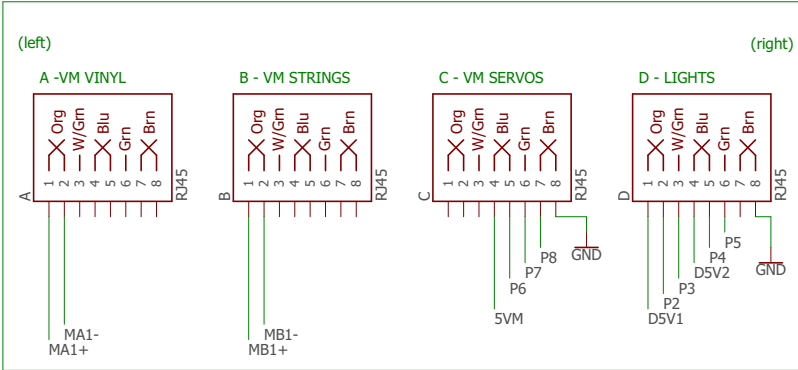 (left)
(right)
A -VM VINYL
B - VM STRINGS
C - VM SERVOS
D - LIGHTS
Org W/Grn Blu Grn Brn
1 2 3 4 5 6 7 8
A
RJ45
Org W/Grn Blu Grn Brn
1 2 3 4 5 6 7 8
B
RJ45
Org W/Grn Blu Grn Brn
1 2 3 4 5 6 7 8
C
RJ45
Org W/Grn Blu Grn Brn
1 2 3 4 5 6 7 8
D
RJ45
MA1-
MA1+
MB1-
MB1+
P8
GND
P7
P6
5VM
P5
P4
GND
D5V2
P3
P2
D5V1